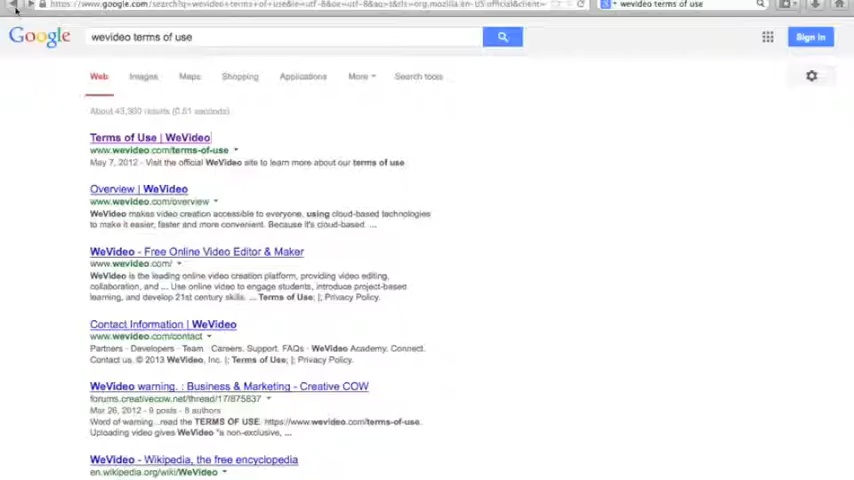 wevideo terms of use
Google wevideo terms of use Sign in
Web Images Maps Shopping Applications More Search tools
About 43,300 results (0.61 seconds)
Terms of Use | WeVideo
www.wevideo.com/terms-of-use
May 7, 2012 - Visit the official WeVideo site to learn more about our terms of use
Overview | WeVideo
www.wevideo.com/overview
WeVideo makes video creation accessible to everyone, using cloud-based technologies
to make it easier, faster and more convenient. Because it's cloud-based. ...
WeVideo - Free Online Video Editor & Maker
www.wevideo.com/
WeVideo is the leading online video creation platform, providing video editing,
collaboration, and ... Use online video to engage students, introduce project-based
learning, and develop 21st century skills. ... Terms of Use; |; Privacy Policy.
Contact Information | WeVideo
www.wevideo.com/contact
Partners · Developers · Team · Careers. Support. FAQs · WeVideo Academy. Connect.
Contact us. © 2013 WeVideo, Inc. |; Terms of Use; |; Privacy Policy.
WeVideo warning. : Business & Marketing - Creative COW
forums.creativecow.net/thread/17/875837
Mar 26, 2012 - 9 posts - 8 authors
Word of warning...read the TERMS OF USE. https://www.wevideo.com/terms-of-use.
Uploading video gives WeVideo "a non-exclusive, ...
WeVideo - Wikipedia, the free encyclopedia
en.wikipedia.org/wiki/WeVideo